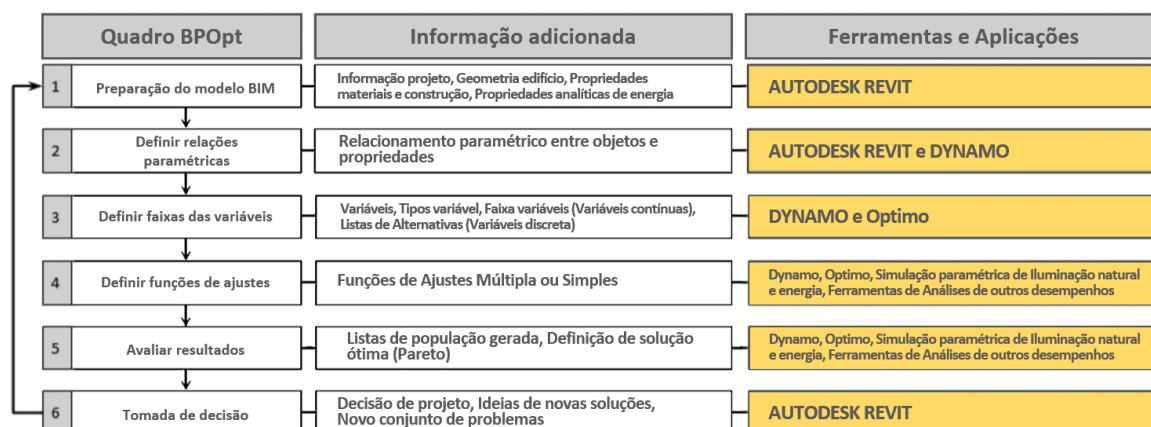 Quadro BPOpt
Informação adicionada
Ferramentas e Aplicações
1
Preparação do modelo BIM
Informação projeto, Geometria edifício, Propriedades
materiais e construção, Propriedades analíticas de energia
AUTODESK REVIT
2
Definir relações
paramétricas
Relacionamento paramétrico entre objetos e
propriedades
AUTODESK REVIT e DYNAMO
3
Definir faixas das variáveis
Variáveis, Tipos variável, Faixa variáveis (Variáveis contínuas),
Listas de Alternativas (Variáveis discreta)
DYNAMO e Optimo
4
Definir funções de ajustes
Funções de Ajustes Múltipla ou Simples
Dynamo, Optimo, Simulação paramétrica de Iluminação natural
e energia, Ferramentas de Análises de outros desempenhos
5
Avaliar resultados
Listas de população gerada, Definição de solução
ótima (Pareto)
Dynamo, Optimo, Simulação paramétrica de Iluminação natural
e energia, Ferramentas de Análises de outros desempenhos
6
Tomada de decisão
Decisão de projeto, Ideias de novas soluções,
Novo conjunto de problemas
AUTODESK REVIT